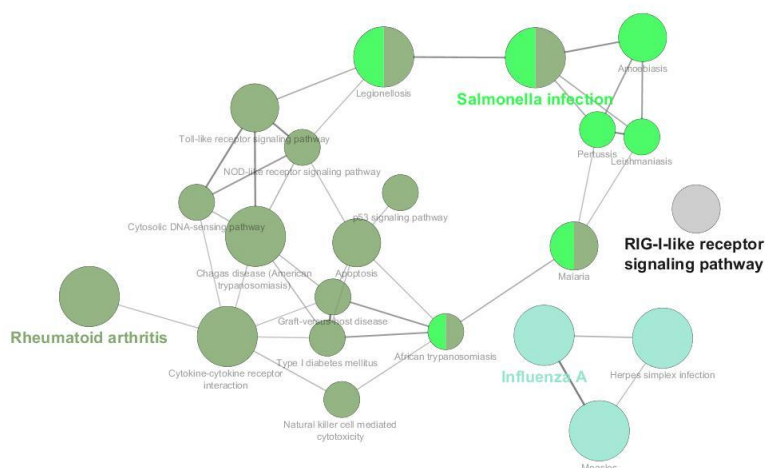 Amoebiasis
Legionellosis
Salmonella infection
Toll-like receptor signaling pathway
Pertussis
Leishmaniasis
NOD-like receptor signaling pathway
p53 signaling pathway
Cytosolic DNA-sensing pathway
RIG-I-like receptor
signaling pathway
Chagas disease (American
trypanosomiasis)
Apoptosis
Malaria
Graft-versus-host disease
Rheumatoid arthritis
Type I diabetes mellitus
African trypanosomiasis
Cytokine-cytokine receptor
interaction
Influenza A
Herpes simplex infection
Natural killer cell mediated
cytotoxicity
Measles